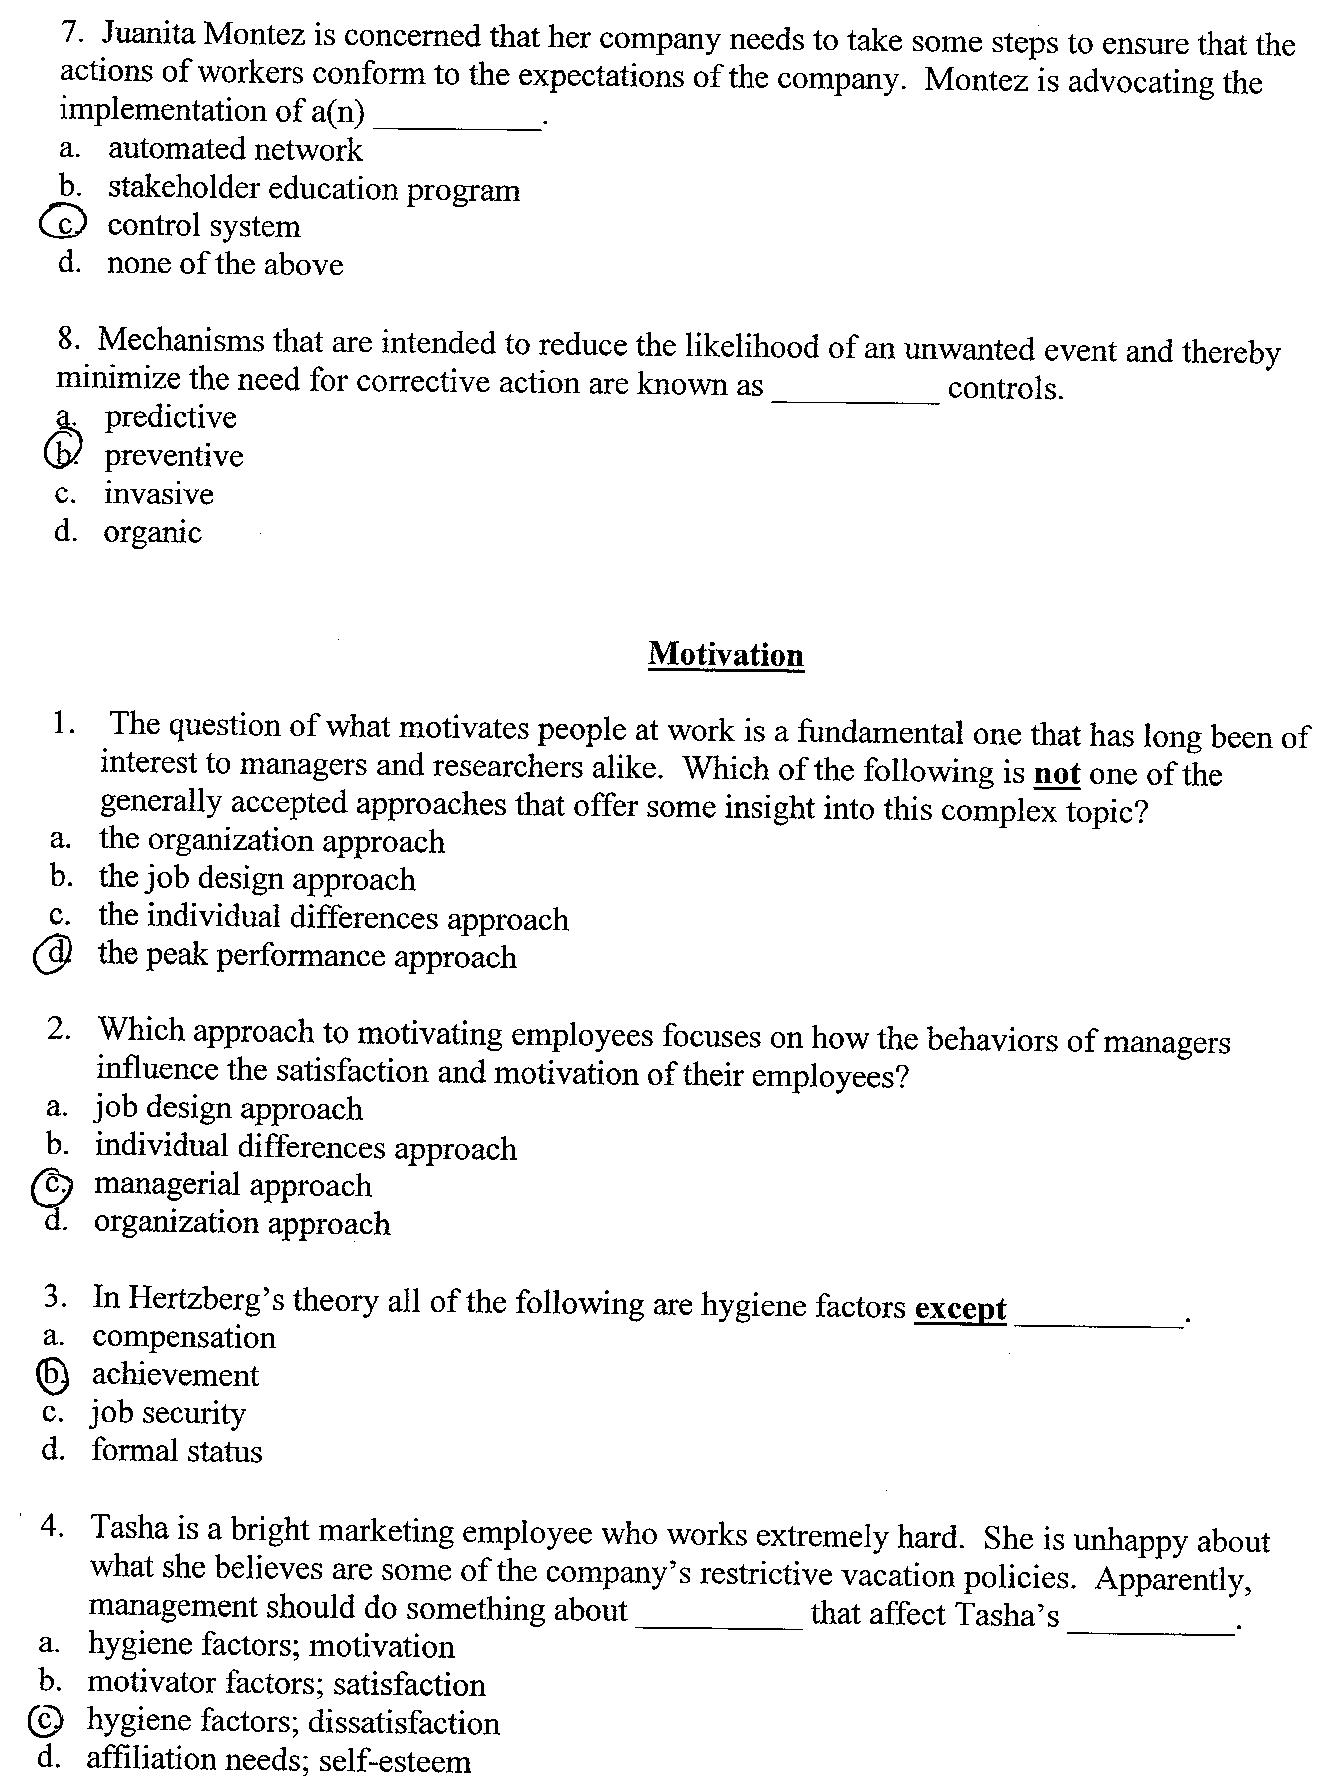 7. Juanita Montez is concerned that her company needs to take some steps to ensure that the
actions of workers conform to the expectations of the company. Montez is advocating the
implementation of a(n) __________.
a. automated network
b. stakeholder education program
c. control system
d. none of the above
8. Mechanisms that are intended to reduce the likelihood of an unwanted event and thereby
minimize the need for corrective action are known as __________ controls.
a. predictive
b. preventive
c. invasive
d. organic
Motivation
1. The question of what motivates people at work is a fundamental one that has long been of
interest to managers and researchers alike. Which of the following is not one of the
generally accepted approaches that offer some insight into this complex topic?
a. the organization approach
b. the job design approach
c. the individual differences approach
d. the peak performance approach
2. Which approach to motivating employees focuses on how the behaviors of managers
influence the satisfaction and motivation of their employees?
a. job design approach
b. individual differences approach
c. managerial approach
d. organization approach
3. In Hertzberg's theory all of the following are hygiene factors except __________.
a. compensation
b. achievement
c. job security
d. formal status
4. Tasha is a bright marketing employee who works extremely hard. She is unhappy about
what she believes are some of the company's restrictive vacation policies. Apparently,
management should do something about __________ that affect Tasha's __________.
a. hygiene factors; motivation
b. motivator factors; satisfaction
c. hygiene factors; dissatisfaction
d. affiliation needs; self-esteem